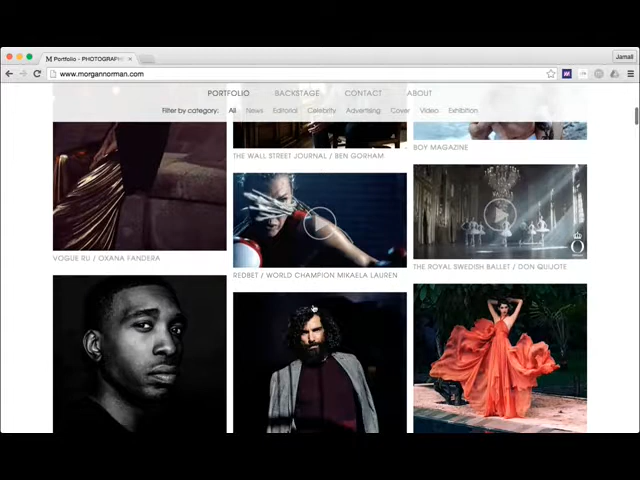 Portfolio - PHOTOGRAPH
Jamall
www.morgannorman.com
PORTFOLIO BACKSTAGE CONTACT ABOUT
Filter by category: All News Editorial Celebrity Advertising Cover Video Exhibition
THE WALL STREET JOURNAL / BEN GORHAM
BOY MAGAZINE
VOGUE RU / OXANA FANDERA
REDBET / WORLD CHAMPION MIKAELA LAUREN
THE ROYAL SWEDISH BALLET / DON QUIJOTE